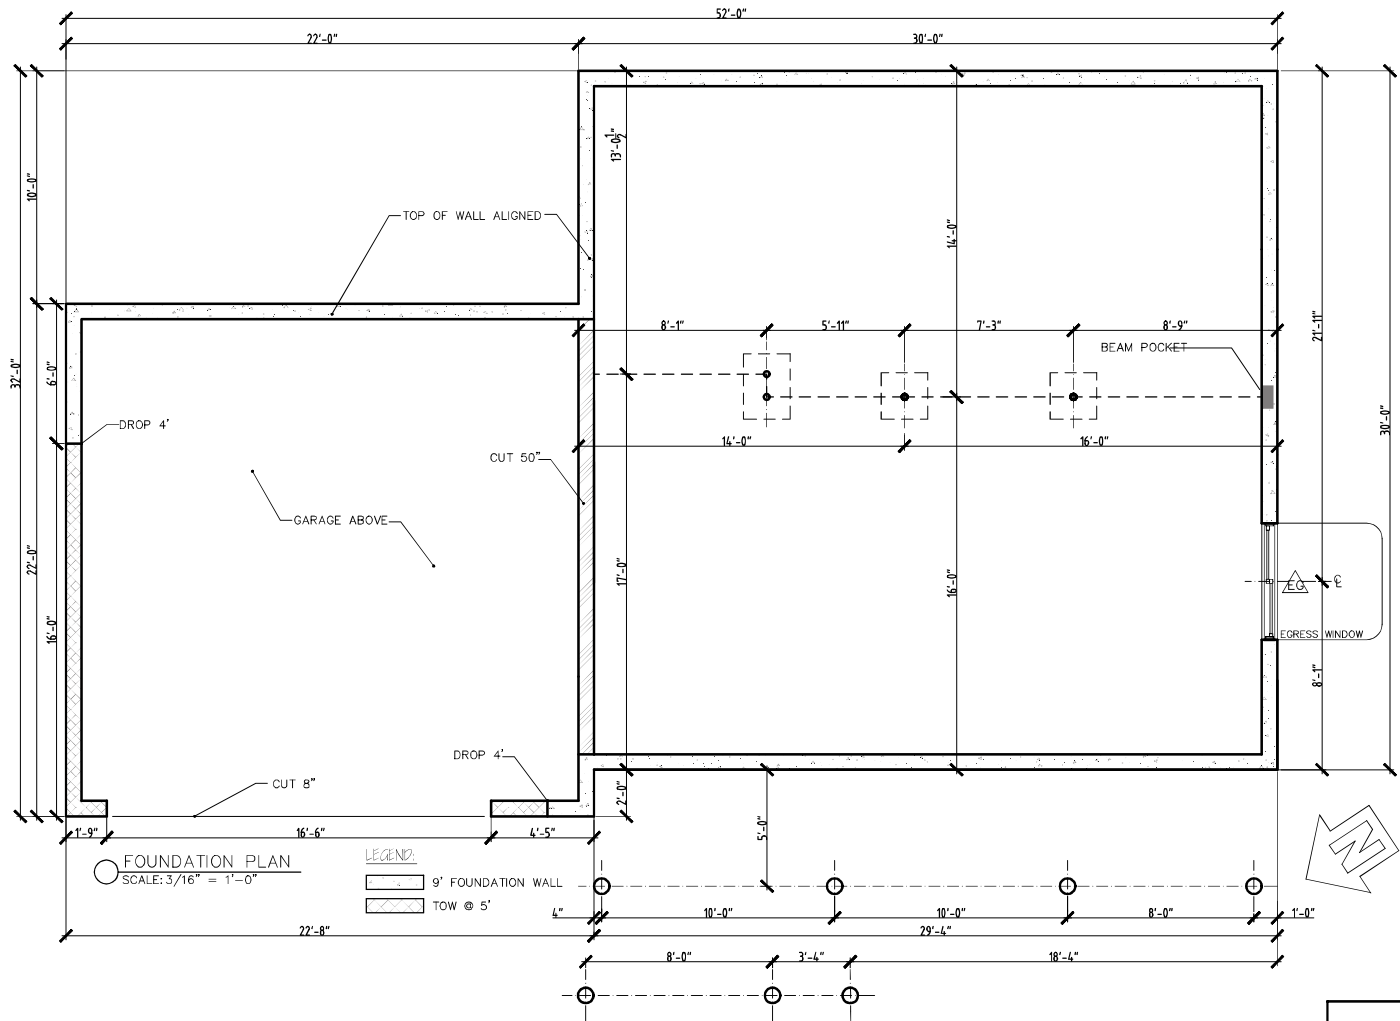 52'-0"
22'-0"
30'-0"
13'-0 1/2"
10'-0"
TOP OF WALL ALIGNED
14'-0"
21'-11"
8'-1"
5'-11"
7'-3"
8'-9"
BEAM POCKET
32'-0"
6'-0"
30'-0"
DROP 4'
14'-0"
16'-0"
CUT 50"
GARAGE ABOVE
22'-0"
17'-0"
16'-0"
EG
℄
16'-0"
EGRESS WINDOW
8'-1"
DROP 4'
CUT 8"
2'-0"
1'-9"
16'-6"
4'-5"
5'-0"
N
FOUNDATION PLAN
SCALE: 3/16" = 1'-0"
LEGEND:
9' FOUNDATION WALL
TOW @ 5'
4"
10'-0"
10'-0"
8'-0"
1'-0"
22'-8"
29'-4"
8'-0"
3'-4"
18'-4"